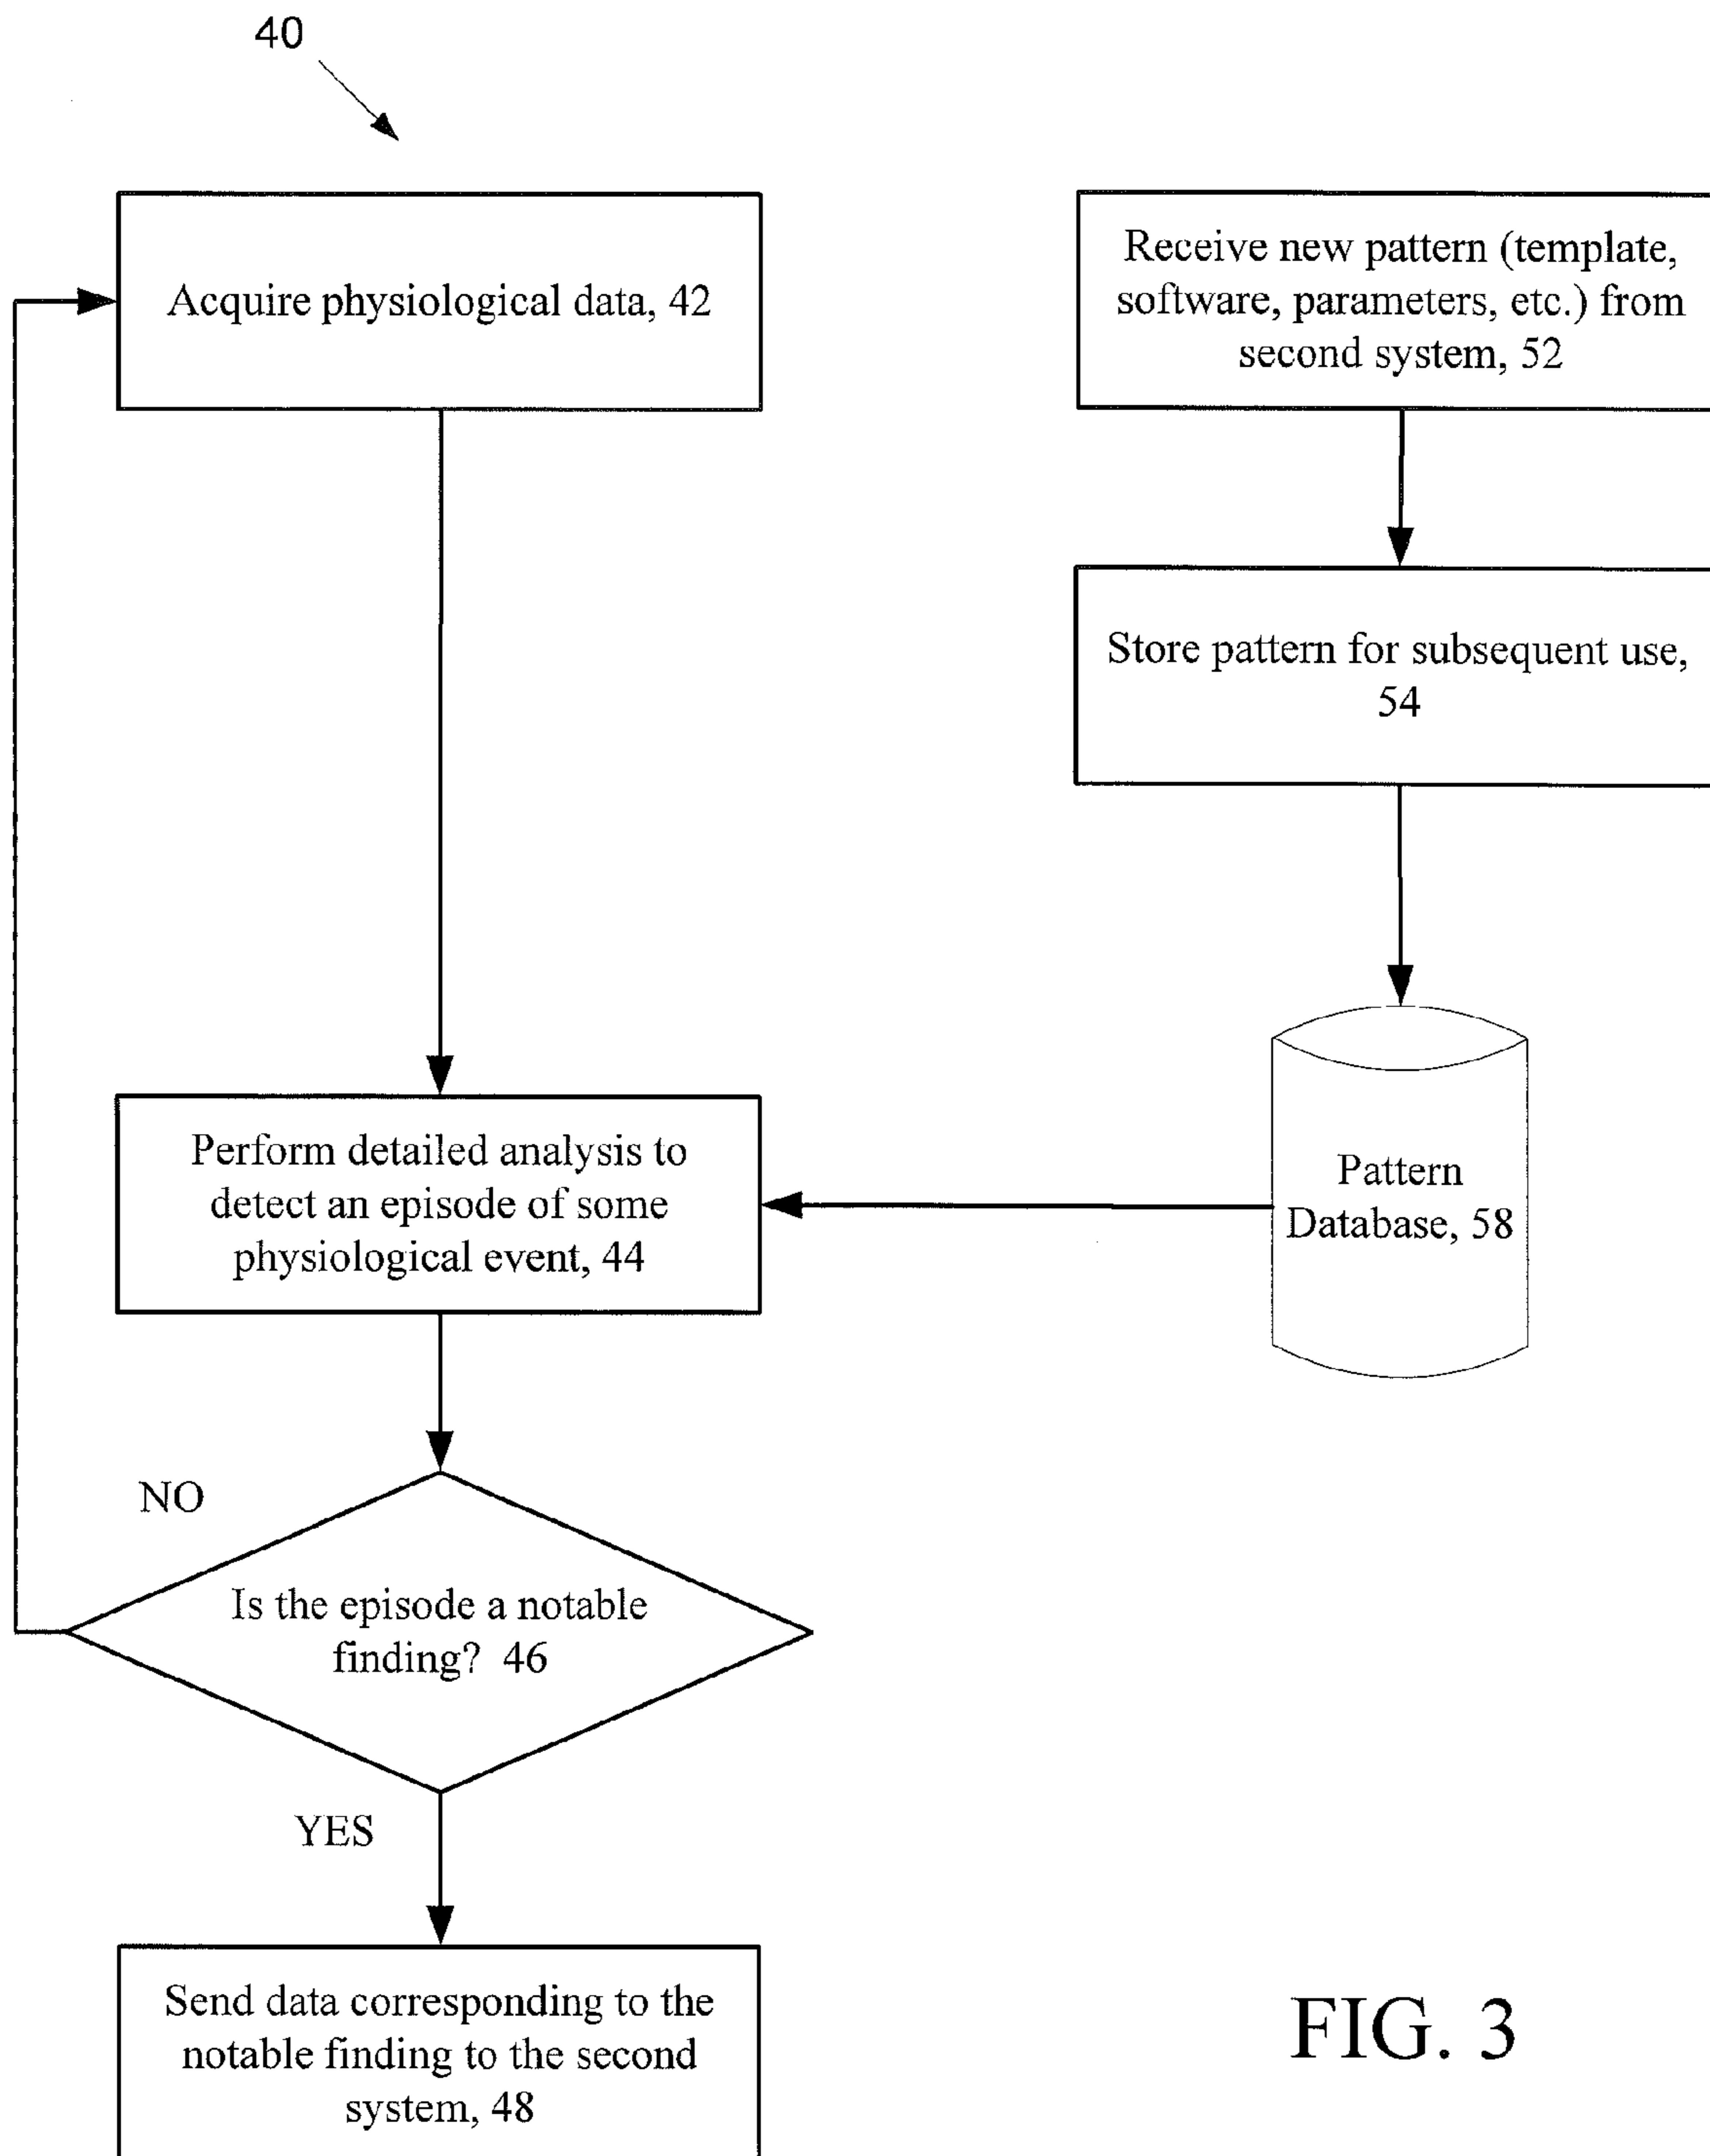 40
Acquire physiological data, 42
Receive new pattern (template,
software, parameters, etc.) from
second system, 52
Store pattern for subsequent use,
54
Perform detailed analysis to
detect an episode of some
physiological event, 44
Pattern
Database, 58
NO
Is the episode a notable
finding? 46
YES
Send data corresponding to the
notable finding to the second
system, 48
FIG. 3